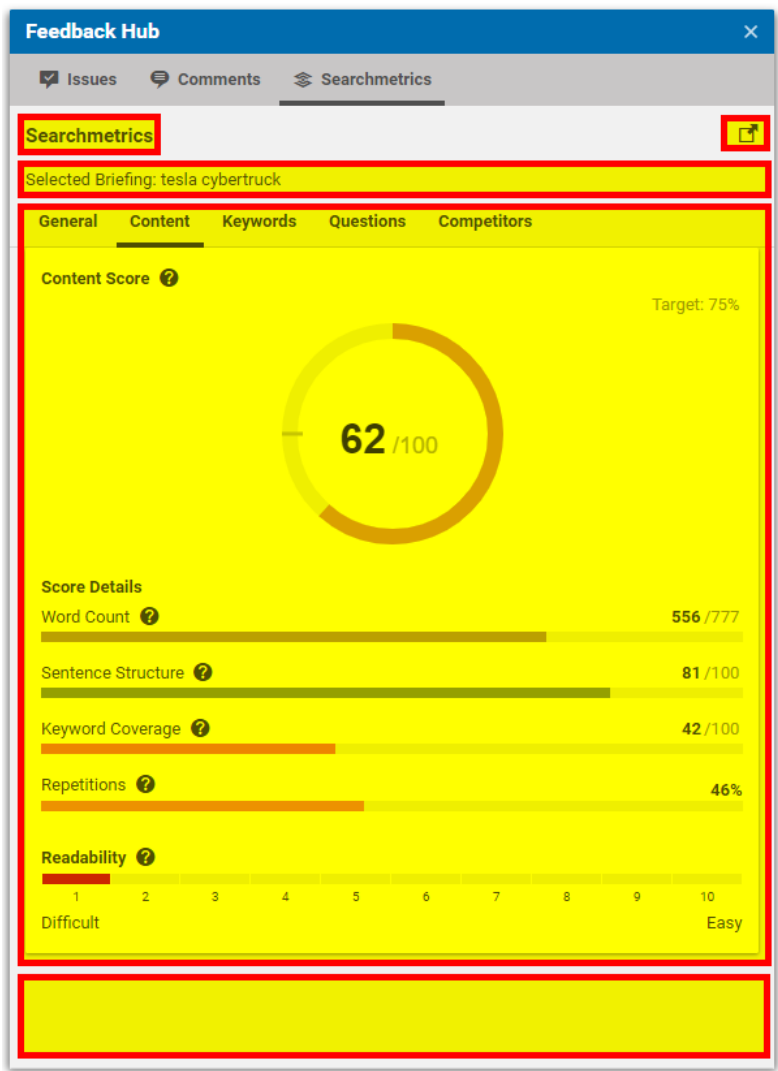 Feedback Hub
Issues Comments Searchmetrics
Searchmetrics
Selected Briefing: tesla cybertruck
General Content Keywords Questions Competitors
Content Score ?
Target: 75%
62 /100
Score Details
Word Count ? 556 /777
Sentence Structure ? 81 /100
Keyword Coverage ? 42 /100
Repetitions ? 46%
Readability ?
1 2 3 4 5 6 7 8 9 10
Difficult Easy